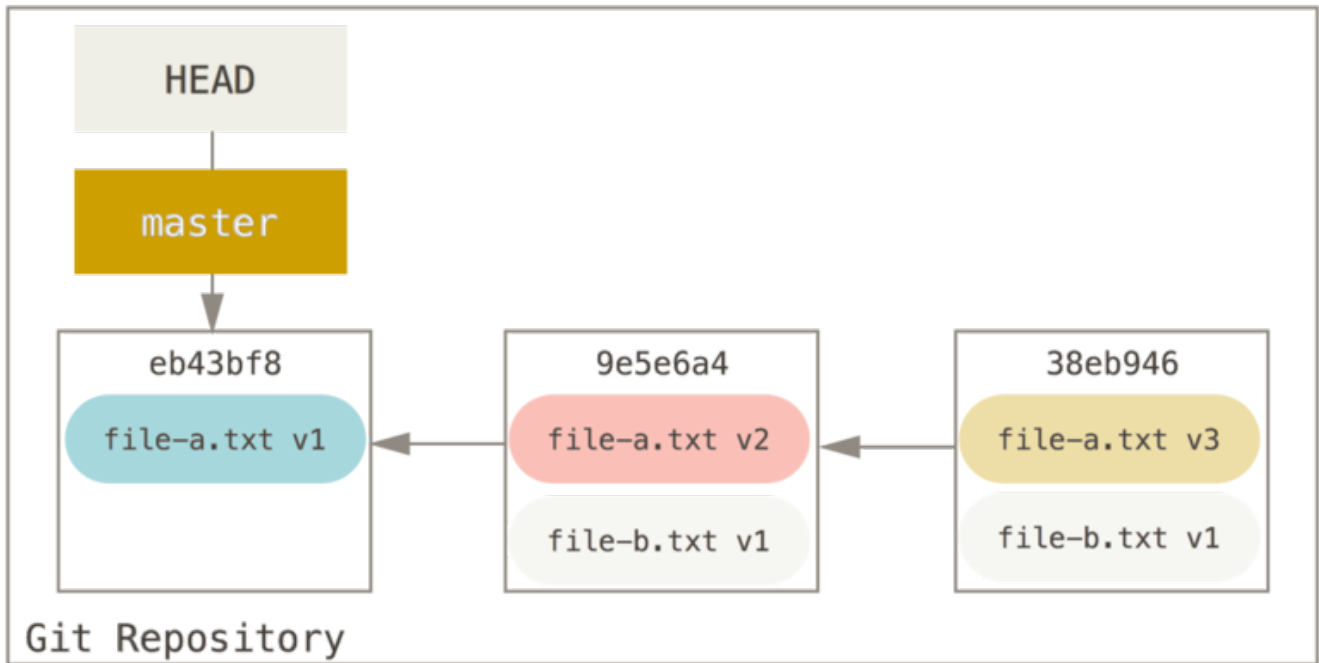 HEAD
master
eb43bf8
file-a.txt v1
9e5e6a4
file-a.txt v2
file-b.txt v1
38eb946
file-a.txt v3
file-b.txt v1
Git Repository